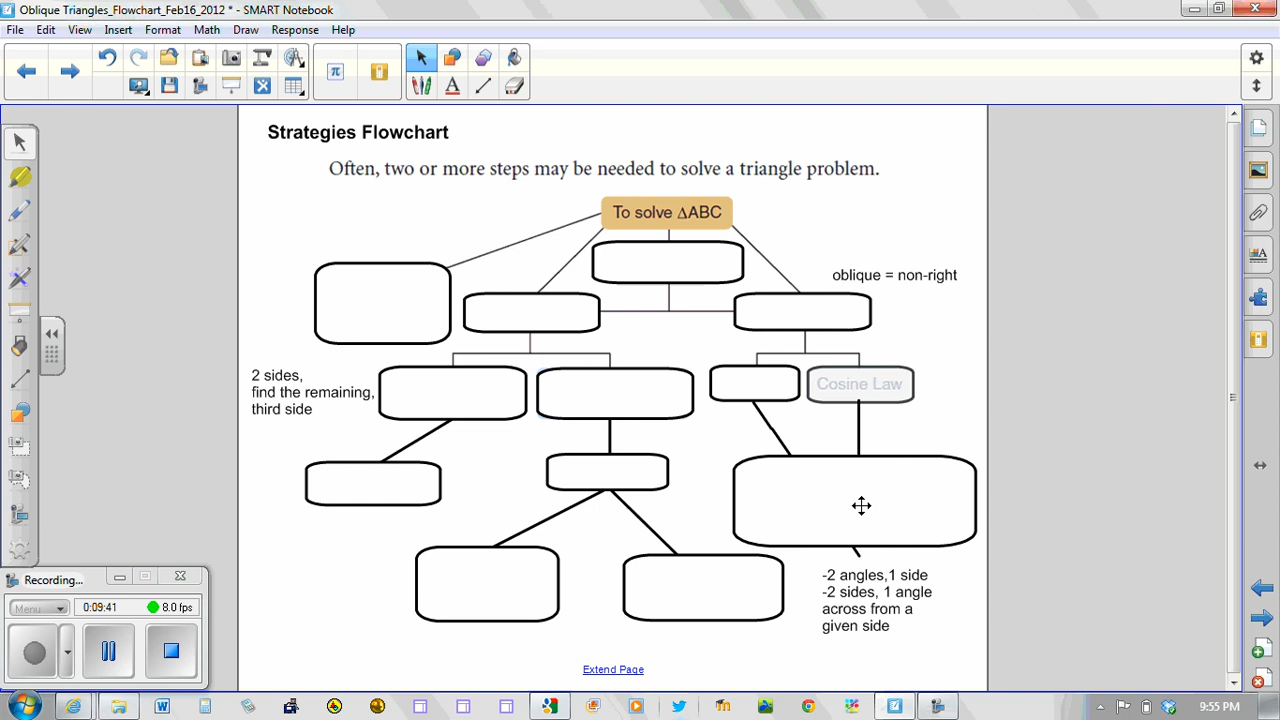 Oblique Triangles_Flowchart_Feb16_2012 * - SMART Notebook
File Edit View Insert Format Math Draw Response Help
Strategies Flowchart
Often, two or more steps may be needed to solve a triangle problem.
To solve ΔABC
oblique = non-right
2 sides,
find the remaining,
third side
Cosine Law
-2 angles,1 side
-2 sides, 1 angle
across from a
given side
Extend Page
Recording...
Menu
0:09:41
8.0 fps
9:55 PM